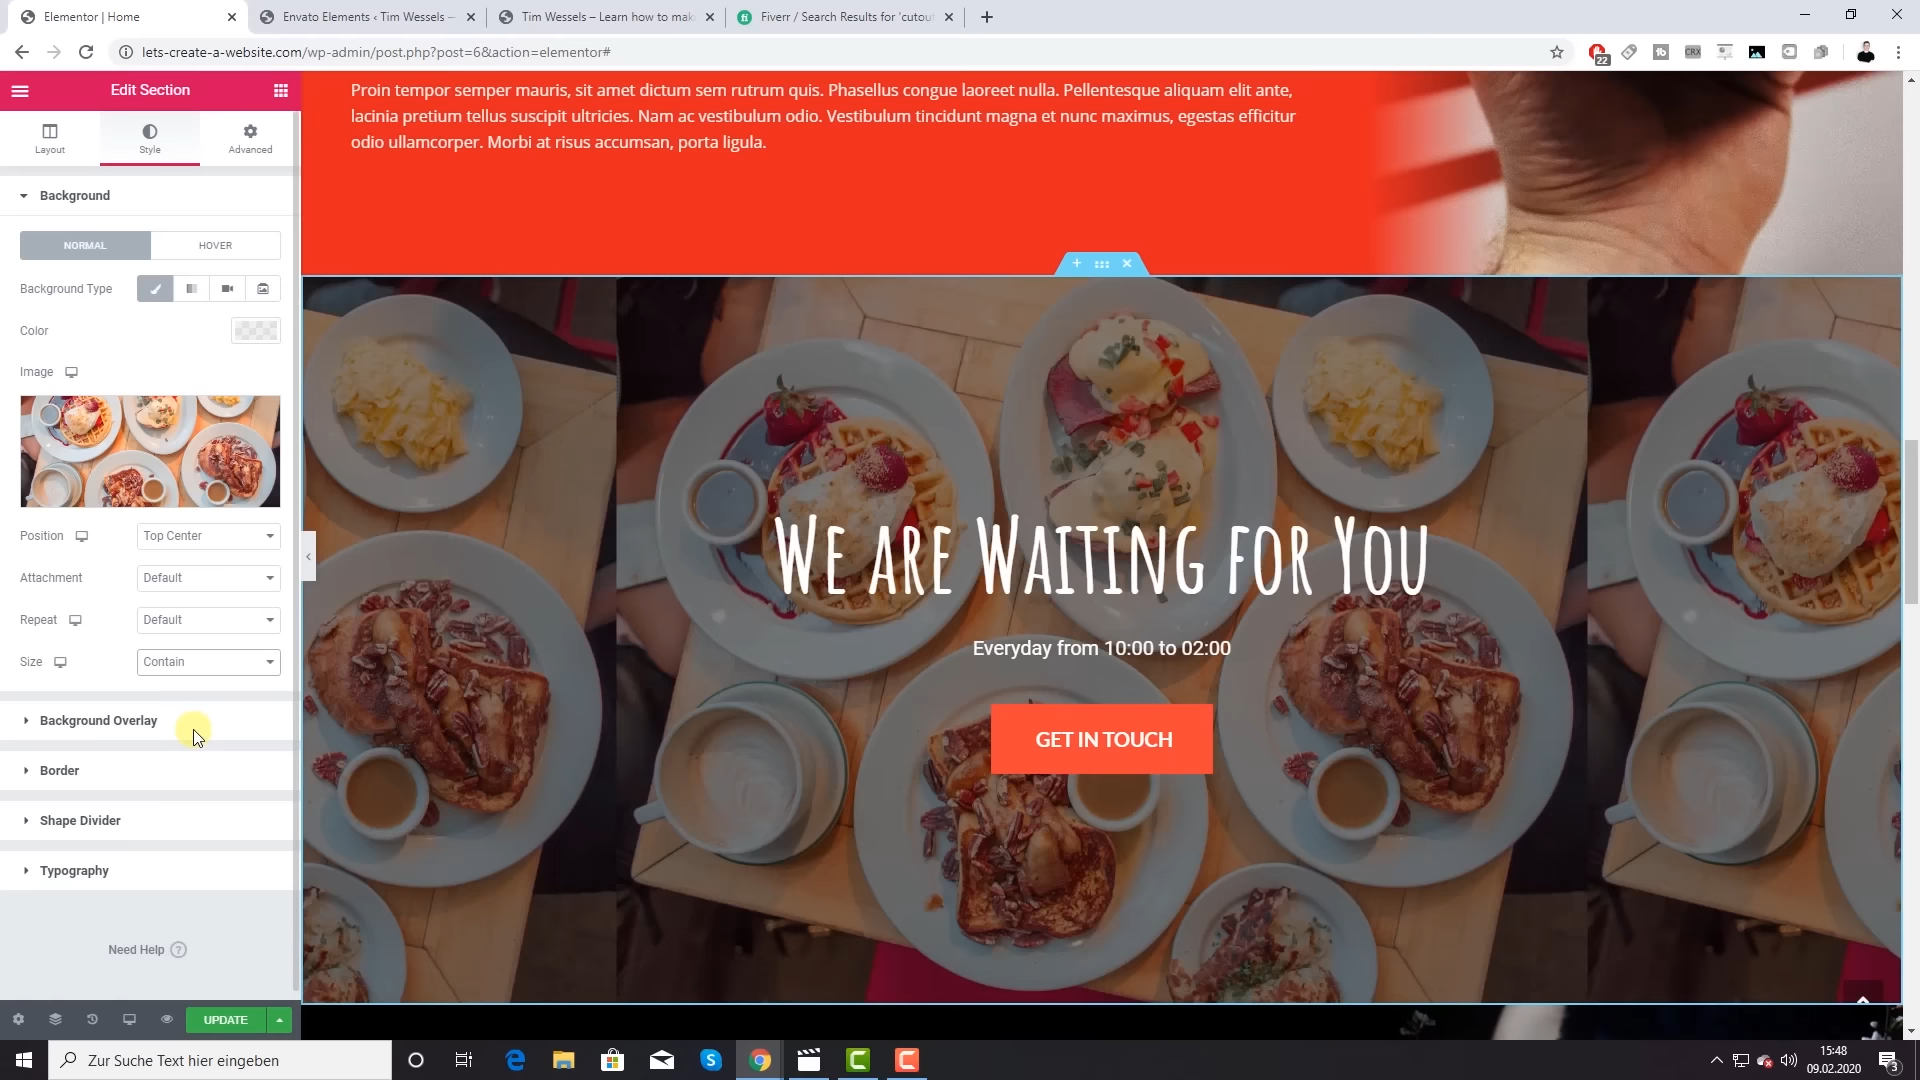 Elementor | Home
Envato Elements ‹ Tim Wessels —
Tim Wessels – Learn how to mak
Fiverr / Search Results for 'cutou
lets-create-a-website.com/wp-admin/post.php?post=6&action=elementor#
22
CRX
Edit Section
Layout
Style
Advanced
Background
NORMAL
HOVER
Background Type
Color
Image
Position
Top Center
Attachment
Default
Repeat
Default
Size
Contain
Background Overlay
Border
Shape Divider
Typography
Need Help
UPDATE
Proin tempor semper mauris, sit amet dictum sem rutrum quis. Phasellus congue laoreet nulla. Pellentesque aliquam elit ante,
lacinia pretium tellus suscipit ultricies. Nam ac vestibulum odio. Vestibulum tincidunt magna et nunc maximus, egestas efficitur
odio ullamcorper. Morbi at risus accumsan, porta ligula.
We are Waiting for You
Everyday from 10:00 to 02:00
GET IN TOUCH
Zur Suche Text hier eingeben
15:48
09.02.2020
3